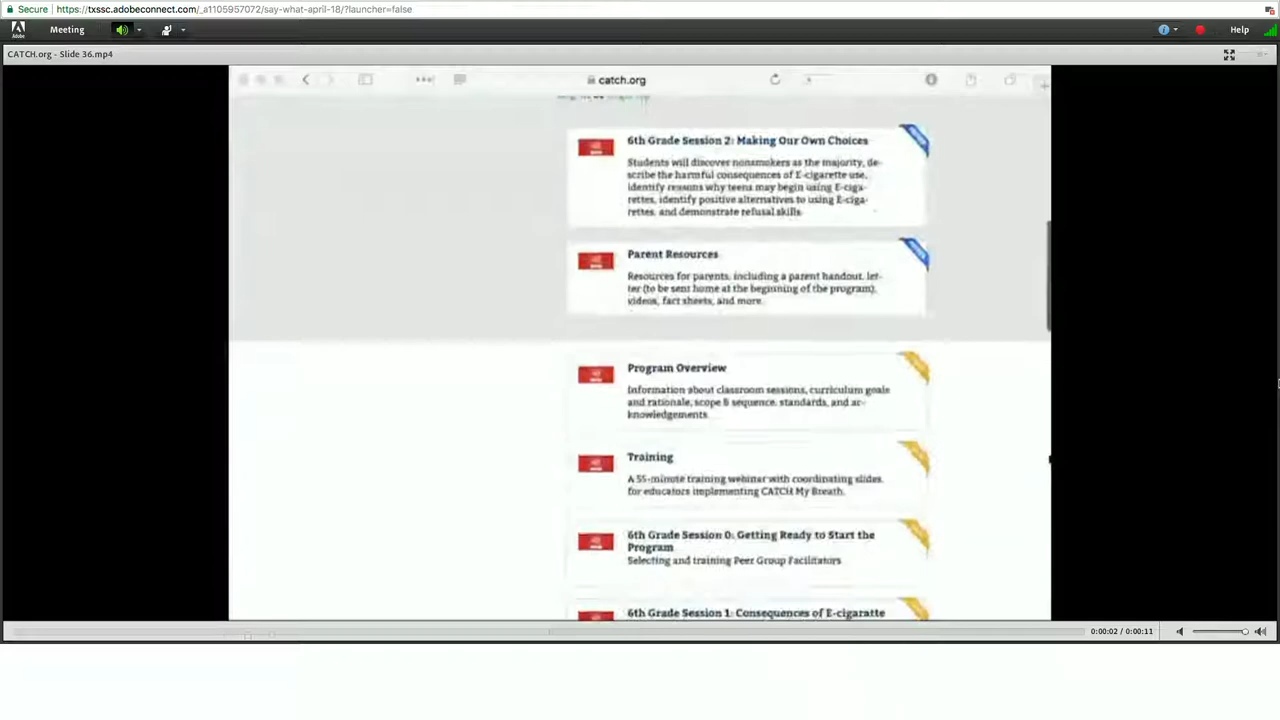 Secure https://txssc.adobeconnect.com/_a1105957072/say-what-april-18/?launcher=false
Adobe
Meeting
Help
CATCH.org - Slide 36.mp4
catch.org
6th Grade Session 2: Making Our Own Choices
Students will discover nonsmokers as the majority, de-
scribe the harmful consequences of E-cigarette use,
identify reasons why teens may begin using E-ciga-
rettes, identify positive alternatives to using E-ciga-
rettes, and demonstrate refusal skills
Parent Resources
Resources for parents, including a parent handout, let-
ter (to be sent home at the beginning of the program),
videos, fact sheets, and more.
Program Overview
Information about classroom sessions, curriculum goals
and rationale, scope & sequence, standards, and ac-
knowledgements
Training
A 55-minute training webinar with coordinating slides,
for educators implementing CATCH My Breath.
6th Grade Session 0: Getting Ready to Start the
Program
Selecting and training Peer Group Facilitators
6th Grade Session 1: Consequences of E-cigarette
0:00:02 / 0:00:11